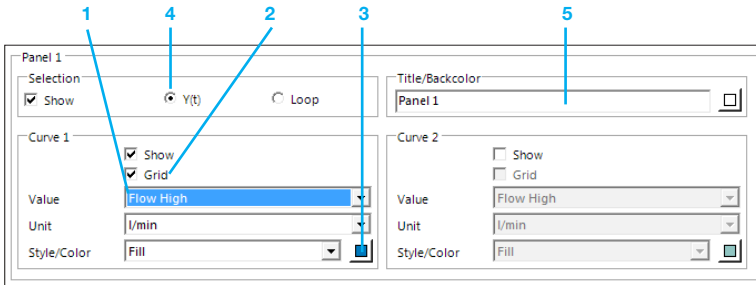 1 4 2 3 5
Panel 1
Selection
Show Y(t) Loop
Title/Backcolor
Panel 1
Curve 1
Show
Grid
Value Flow High
Unit l/min
Style/Color Fill
Curve 2
Show
Grid
Value Flow High
Unit l/min
Style/Color Fill